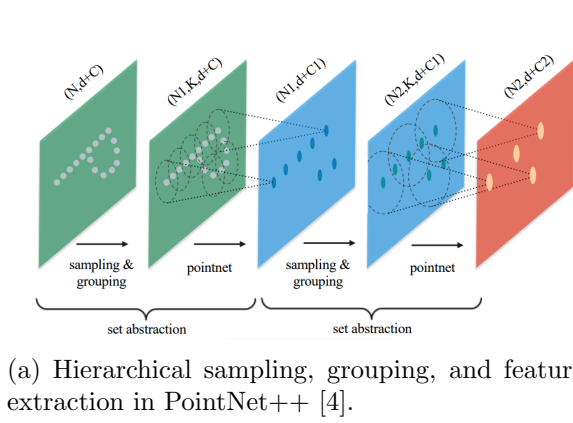 (N,d+C)
(N1,K,d+C)
(N1,d+C1)
(N2,K,d+C1)
(N2,d+C2)
sampling &
grouping
pointnet
sampling &
grouping
pointnet
set abstraction
set abstraction
(a) Hierarchical sampling, grouping, and featur
extraction in PointNet++ [4].